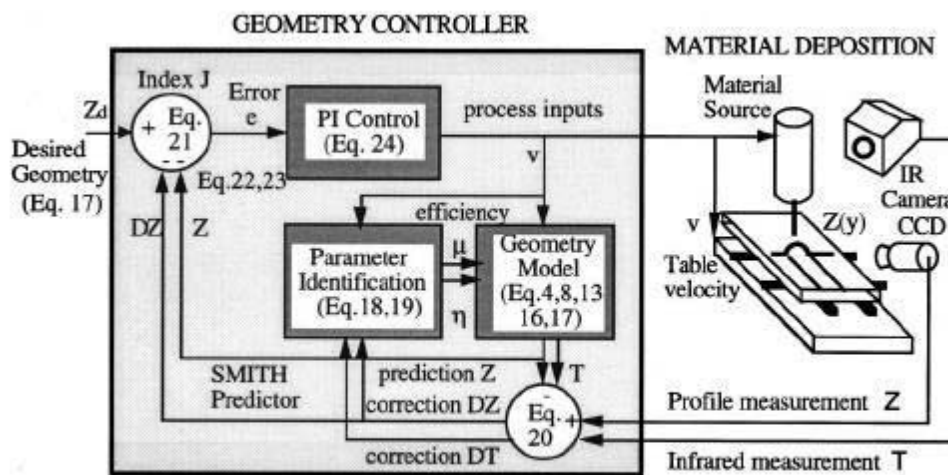 GEOMETRY CONTROLLER
MATERIAL DEPOSITION
Index J
Error
e
Zd
+ Eq.
21
- -
PI Control
(Eq. 24)
process inputs
v
Material
Source
Desired
Geometry
(Eq. 17)
Eq.22,23
DZ
Z
efficiency
Parameter
Identification
(Eq.18,19)
μ
η
Geometry
Model
(Eq.4,8,13
16,17)
v
Table
velocity
Z(y)
IR
Camera
CCD
SMITH
Predictor
prediction Z
T
correction DZ
correction DT
-
Eq. +
20
Profile measurement Z
Infrared measurement T